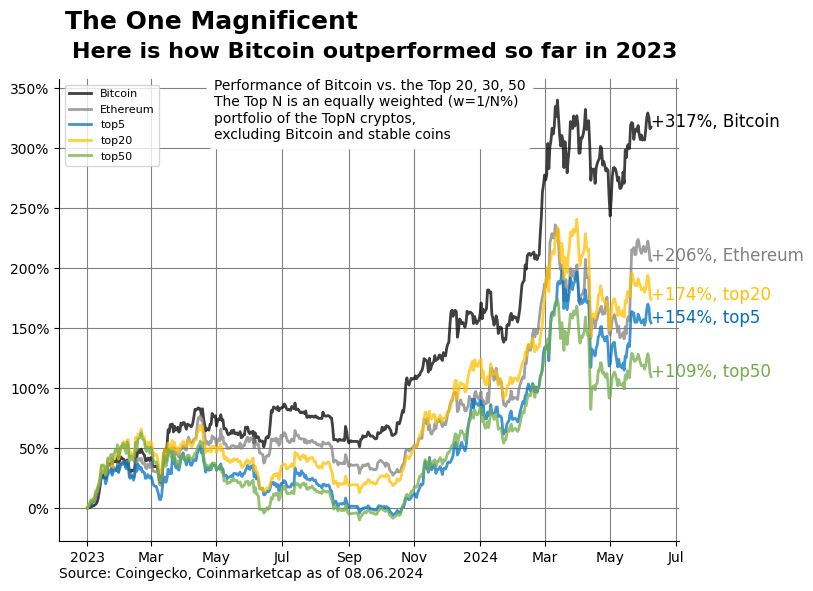 The One Magnificent
Here is how Bitcoin outperformed so far in 2023
350%
300%
250%
200%
150%
100%
50%
0%
Bitcoin
Ethereum
top5
top20
top50
Performance of Bitcoin vs. the Top 20, 30, 50
The Top N is an equally weighted (w=1/N%)
portfolio of the TopN cryptos,
excluding Bitcoin and stable coins
+317%, Bitcoin
+206%, Ethereum
+174%, top20
+154%, top5
+109%, top50
2023 Mar May Jul Sep Nov 2024 Mar May Jul
Source: Coingecko, Coinmarketcap as of 08.06.2024